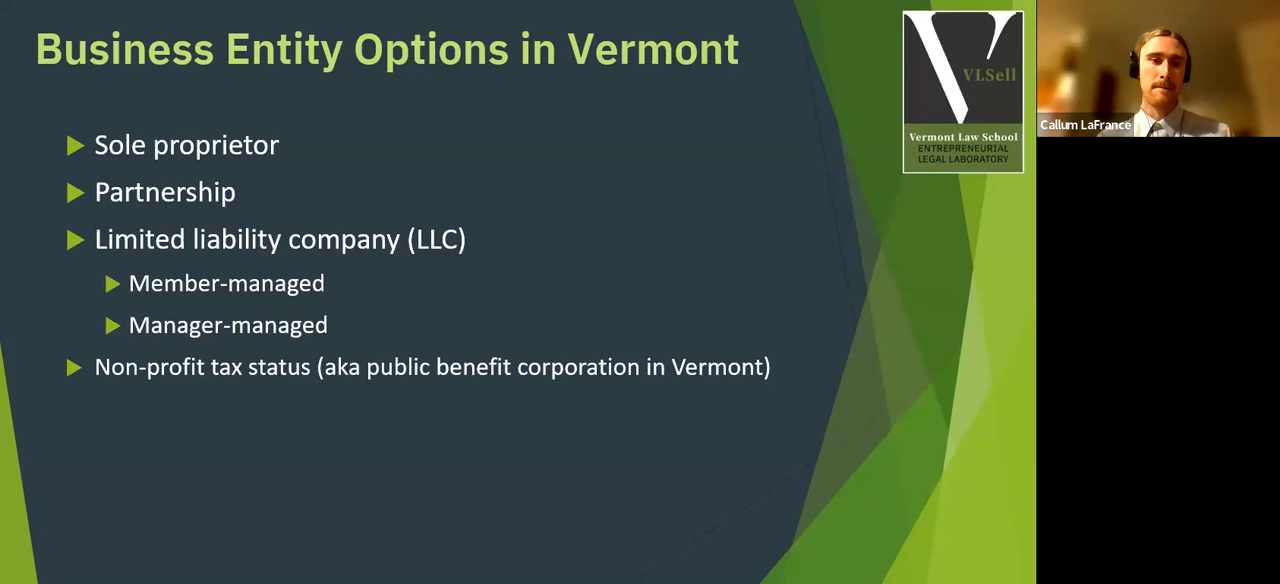 Business Entity Options in Vermont
Sole proprietor
Partnership
Limited liability company (LLC)
Member-managed
Manager-managed
Non-profit tax status (aka public benefit corporation in Vermont)
V
VLSell
Vermont Law School
ENTREPRENEURIAL
LEGAL LABORATORY
Callum LaFrance